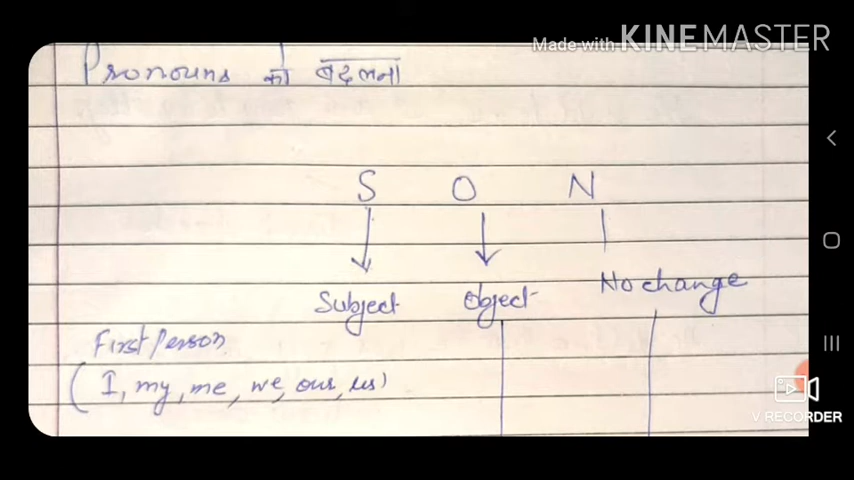 Made with KINEMASTER
Pronouns को बदलना
S O N
Subject Object No change
First Person
(I, my, me, we, our, us)
V.RECORDER